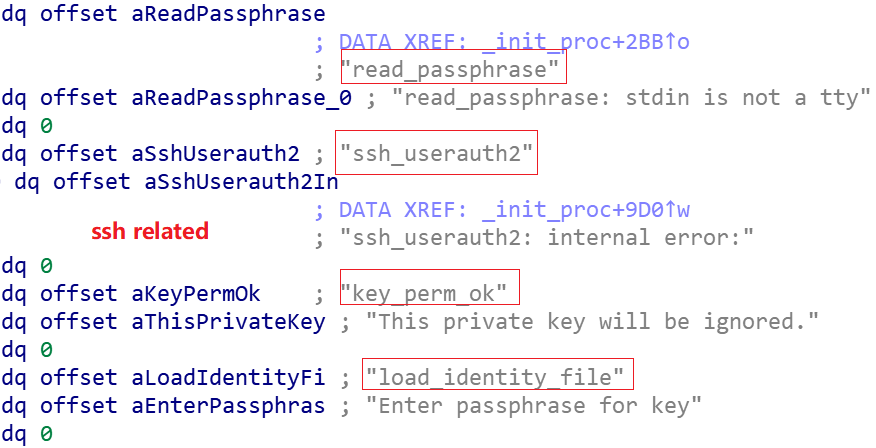 dq offset aReadPassphrase
; DATA XREF: _init_proc+2BB↑o
; "read_passphrase"
dq offset aReadPassphrase_0 ; "read_passphrase: stdin is not a tty"
dq 0
dq offset aSshUserauth2 ; "ssh_userauth2"
dq offset aSshUserauth2In
; DATA XREF: _init_proc+9D0↑w
ssh related ; "ssh_userauth2: internal error:"
dq 0
dq offset aKeyPermOk ; "key_perm_ok"
dq offset aThisPrivateKey ; "This private key will be ignored."
dq 0
dq offset aLoadIdentityFi ; "load_identity_file"
dq offset aEnterPassphras ; "Enter passphrase for key"
dq 0